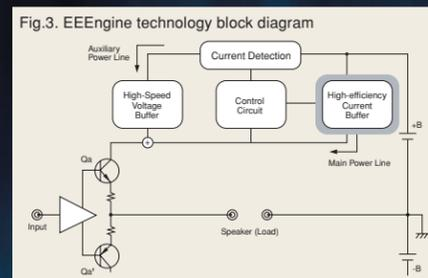 Fig.3. EEEngine technology block diagram
Auxiliary
Power Line
Current Detection
High-Speed
Voltage
Buffer
Control
Circuit
High-efficiency
Current
Buffer
+B
+
Main Power Line
Qa
Input
Speaker (Load)
Qa'
-B